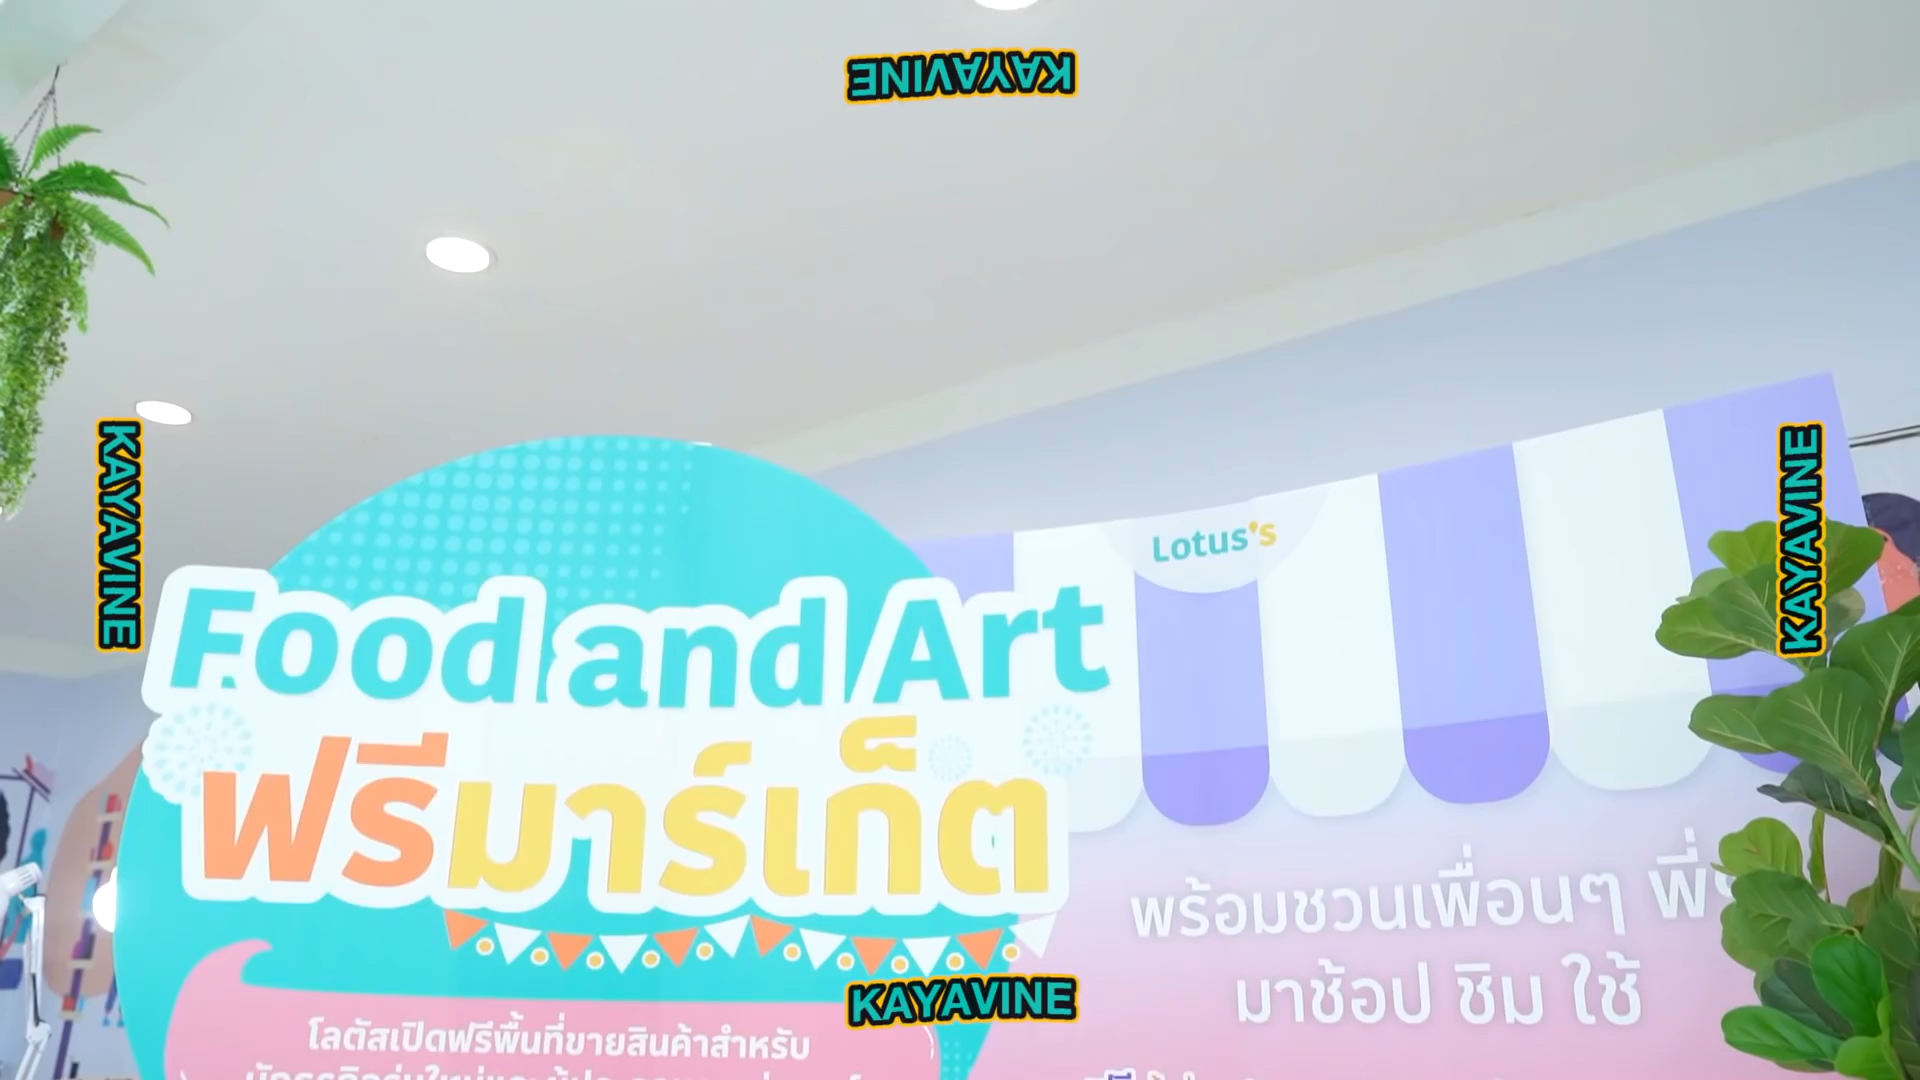 KAYAVINE
KAYAVINE
KAYAVINE
Lotus's
Food and Art
ฟรีมาร์เก็ต
พร้อมชวนเพื่อนๆ
มาช้อป ชิม ใช้
KAYAVINE
โลตัสเปิดฟรีพื้นที่ขายสินค้าสำหรับ